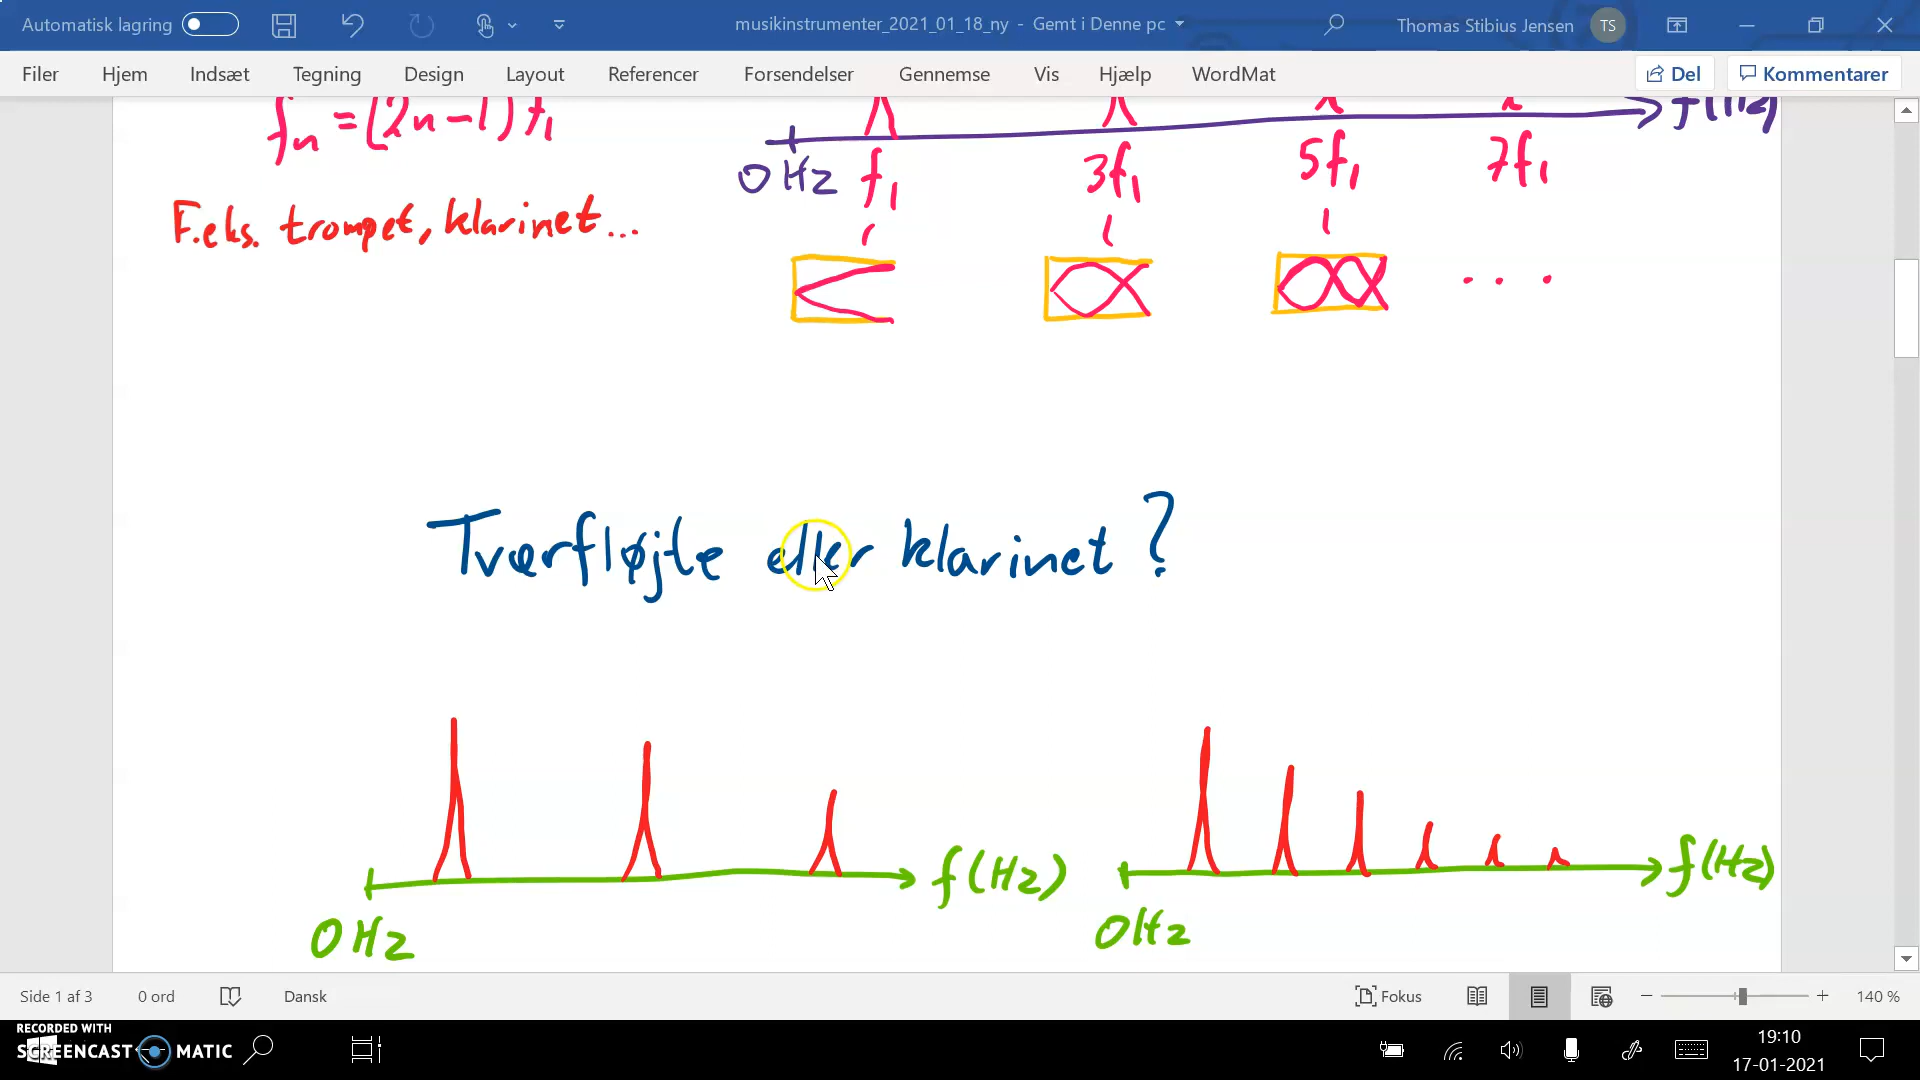 Automatisk lagring
musikinstrumenter_2021_01_18_ny - Gemt i Denne pc
Thomas Stibius Jensen TS
Filer Hjem Indsæt Tegning Design Layout Referencer Forsendelser Gennemse Vis Hjælp WordMat Del Kommentarer
fn = (2n-1) f1
f(Hz)
0 Hz f1 3f1 5f1 7f1
F.eks. trompet, klarinet...
. . .
Tværfløjte eller klarinet?
f(Hz) f(Hz)
0 Hz 0 Hz
Side 1 af 3 0 ord Dansk Fokus 140 %
RECORDED WITH
SCREENCAST MATIC
19:10
17-01-2021